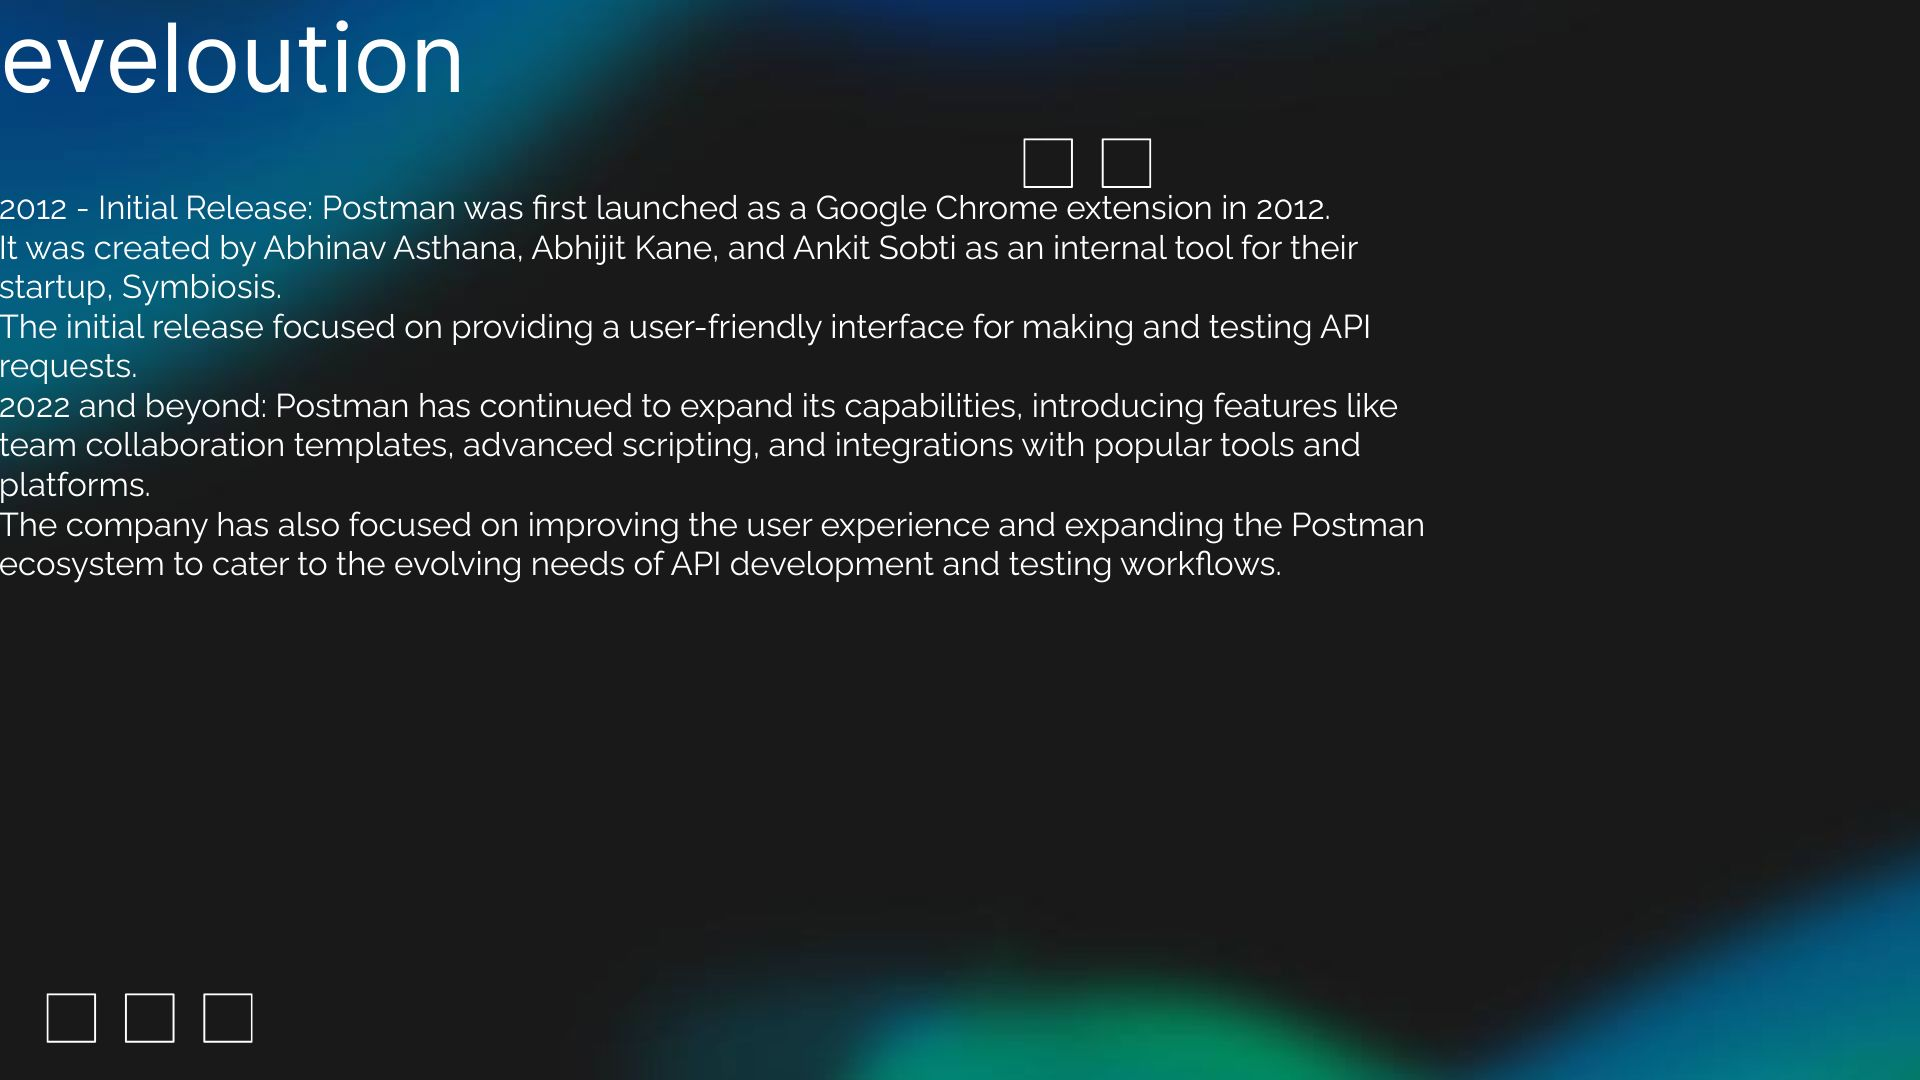 eveloution
2012 - Initial Release: Postman was first launched as a Google Chrome extension in 2012.
It was created by Abhinav Asthana, Abhijit Kane, and Ankit Sobti as an internal tool for their
startup, Symbiosis.
The initial release focused on providing a user-friendly interface for making and testing API
requests.
2022 and beyond: Postman has continued to expand its capabilities, introducing features like
team collaboration templates, advanced scripting, and integrations with popular tools and
platforms.
The company has also focused on improving the user experience and expanding the Postman
ecosystem to cater to the evolving needs of API development and testing workflows.